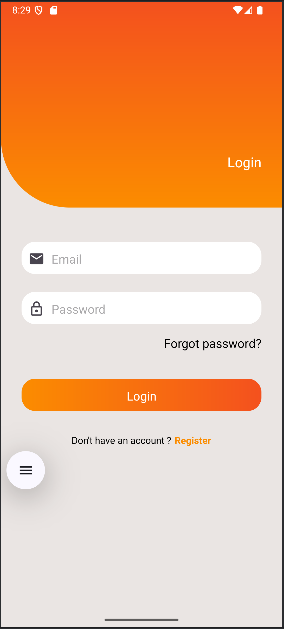 8:29
Login
Email
Password
Forgot password?
Login
Don't have an account ? Register